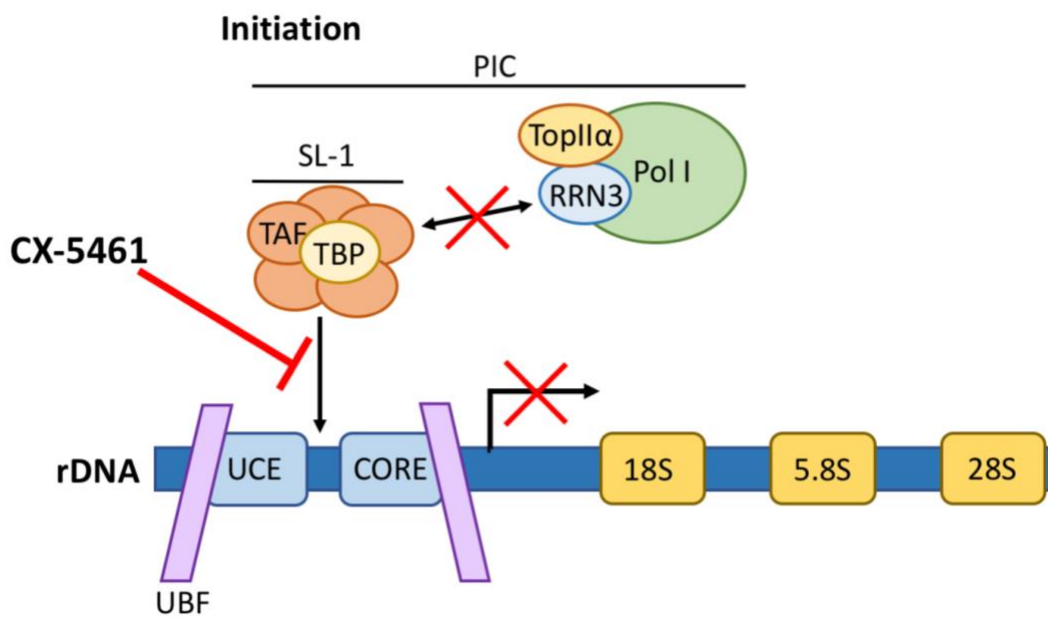 Initiation
PIC
TopIIα
Pol I
RRN3
SL-1
TAF
TBP
CX-5461
rDNA
UCE
CORE
18S
5.8S
28S
UBF